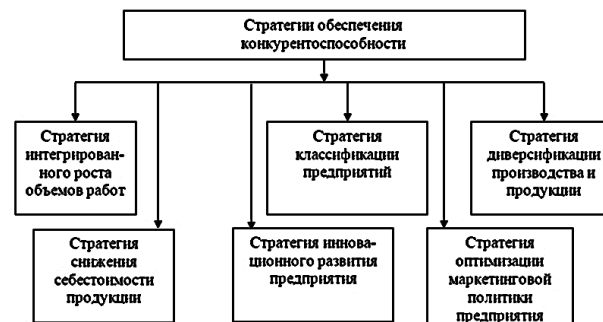 Стратегии обеспечения
конкурентоспособности
Стратегия
интегрирован-
ного роста
объемов работ
Стратегия
классификации
предприятий
Стратегия
диверсификации
производства и
продукции
Стратегия
снижения
себестоимости
продукции
Стратегия иннова-
ционного развития
предприятия
Стратегия
оптимизации
маркетинговой
политики
предприятия